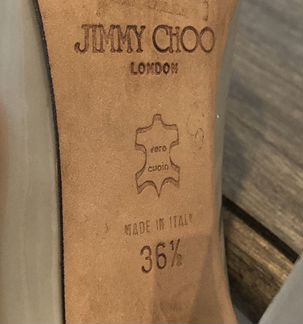 JIMMY CHOO
LONDON
vero
cuoio
MADE IN ITALY
36½